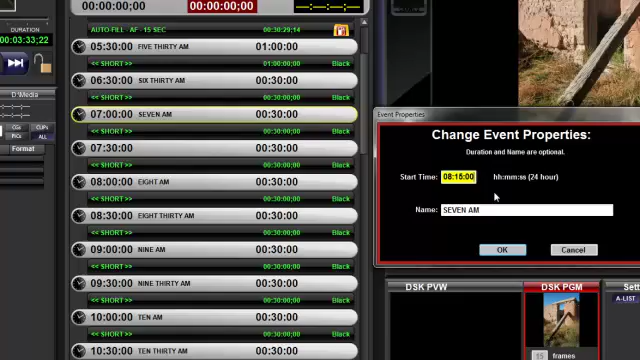 00:00:00;00
00:00:00:00
--:--:--;--
DURATION
00:03:33;22
D:\Media
CGs
CLIPs
PICs
ALL
Format
AUTO-FILL - AF - 15 SEC 00:30:29;14
05:30:00 FIVE THIRTY AM 01:00:00
<< SHORT >> 01:00:00;00 Black
06:30:00 SIX THIRTY AM 00:30:00
<< SHORT >> 00:30:00;00 Black
07:00:00 SEVEN AM 00:30:00
<< SHORT >> 00:30:00;00 Black
07:30:00 00:30:00
<< SHORT >> 00:30:00;00 Black
08:00:00 EIGHT AM 00:30:00
<< SHORT >> 00:30:00;00 Black
08:30:00 EIGHT THIRTY AM 00:30:00
<< SHORT >> 00:30:00;00 Black
09:00:00 NINE AM 00:30:00
<< SHORT >> 00:30:00;00 Black
09:30:00 NINE THIRTY AM 00:30:00
<< SHORT >> 00:30:00;00 Black
10:00:00 TEN AM 00:30:00
<< SHORT >> 00:30:00;00 Black
10:30:00 TEN THIRTY AM 00:30:00
Event Properties
Change Event Properties:
Duration and Name are optional.
Start Time: 08:15:00 hh:mm:ss (24 hour)
Name: SEVEN AM
OK Cancel
DSK PVW DSK PGM Sett
A-LIST
15 frames